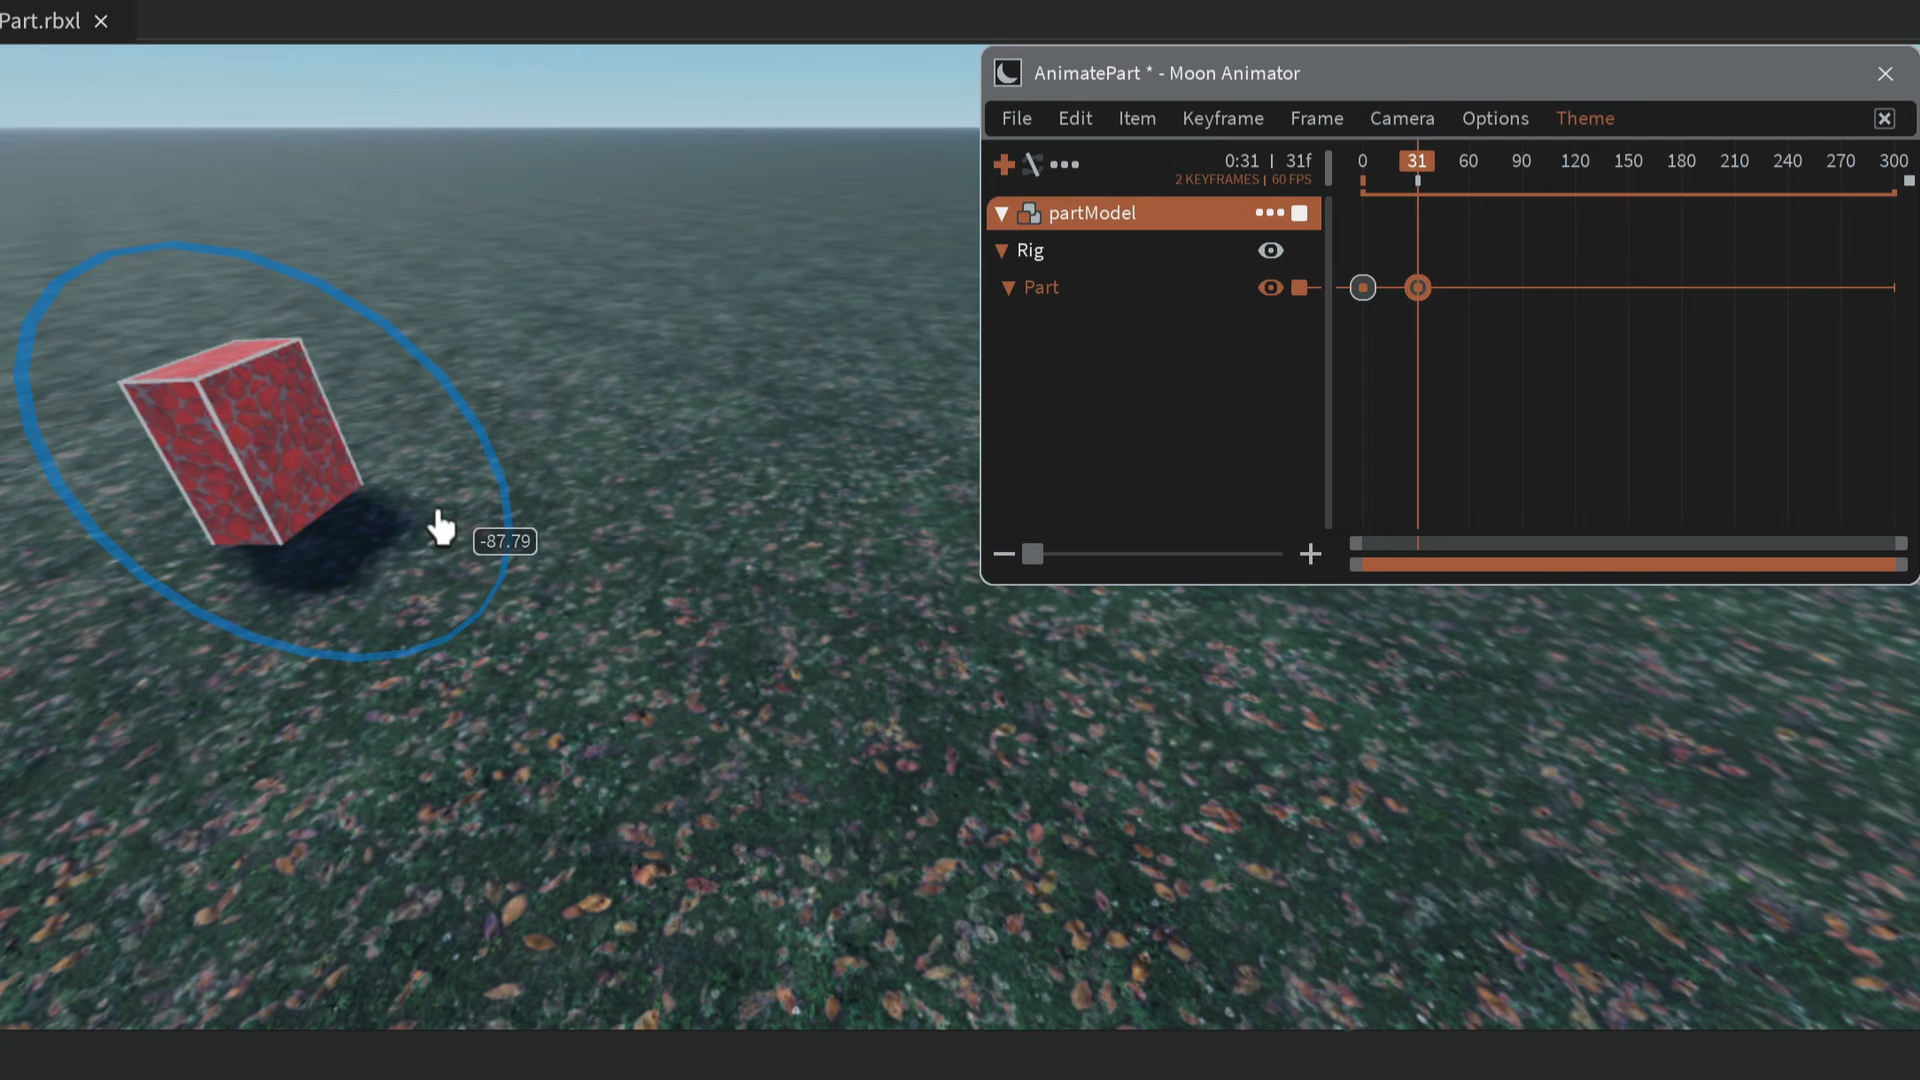 Part.rbxl
AnimatePart * - Moon Animator
File Edit Item Keyframe Frame Camera Options Theme
0:31 | 31f
2 KEYFRAMES | 60 FPS
0 31 60 90 120 150 180 210 240 270 300
partModel
Rig
Part
-87.79